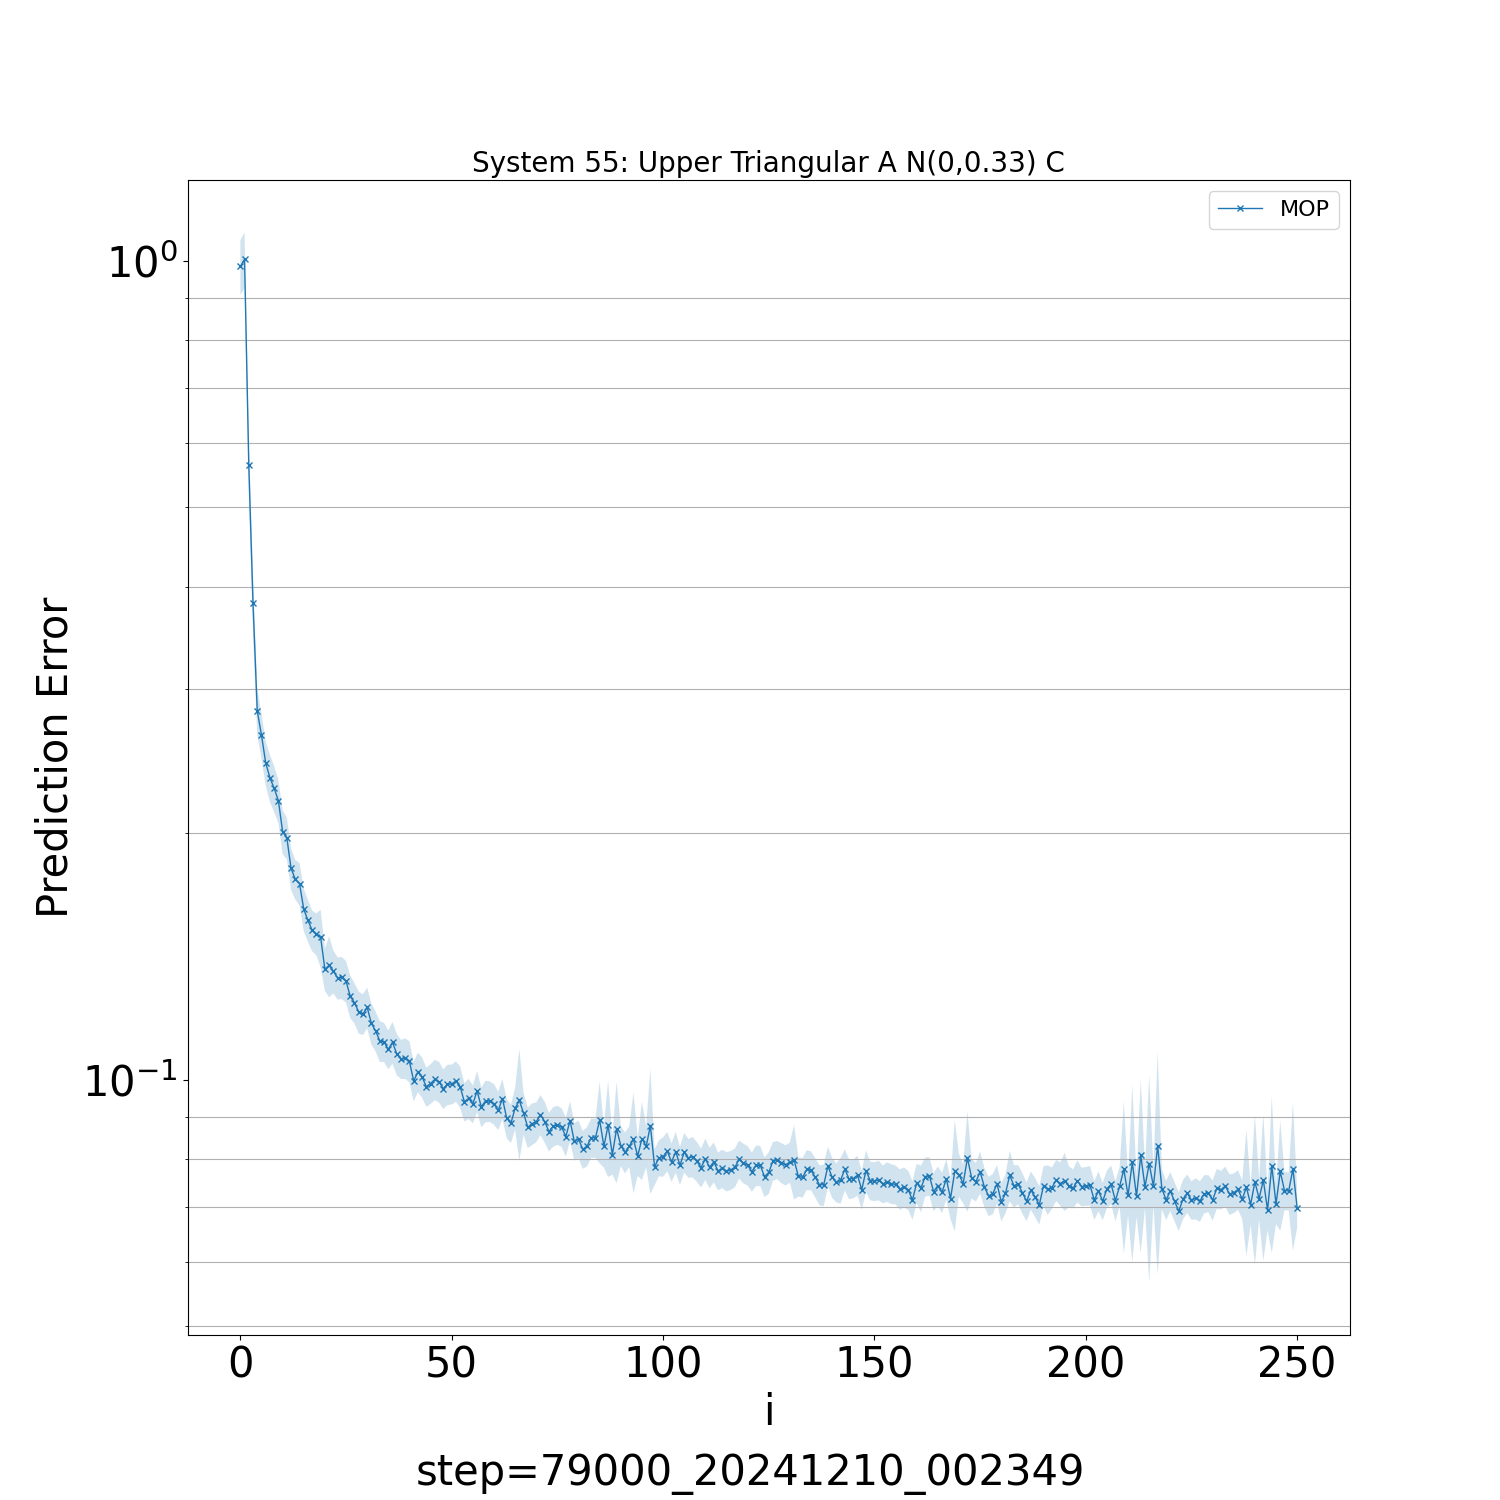 System 55: Upper Triangular A N(0,0.33) C
MOP
10⁰
10⁻¹
Prediction Error
0 50 100 150 200 250
i
step=79000_20241210_002349